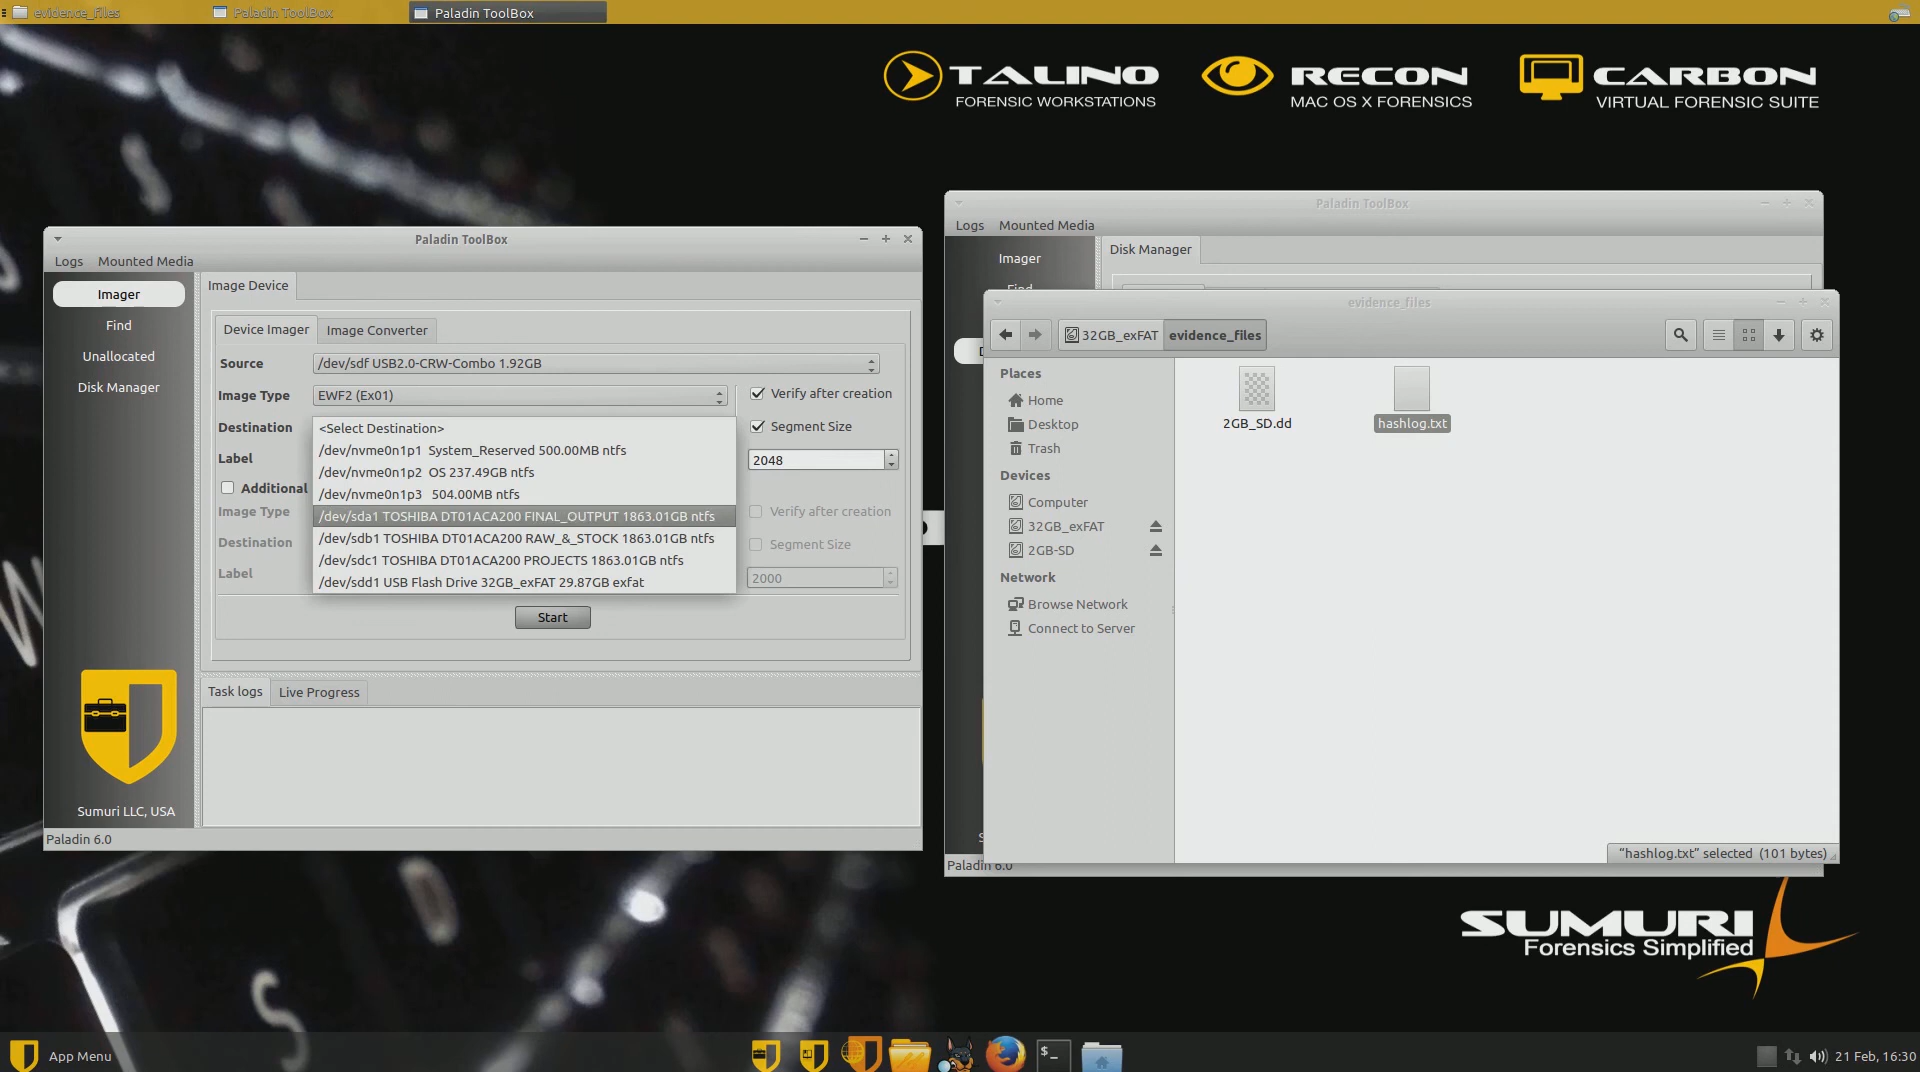 evidence_files
Paladin ToolBox
Paladin ToolBox
TALINO
FORENSIC WORKSTATIONS
RECON
MAC OS X FORENSICS
CARBON
VIRTUAL FORENSIC SUITE
Paladin ToolBox
Logs
Mounted Media
Imager
Find
Unallocated
Disk Manager
Image Device
Device Imager
Image Converter
Source
/dev/sdf USB2.0-CRW-Combo 1.92GB
Image Type
EWF2 (Ex01)
Verify after creation
Destination
<Select Destination>
/dev/nvme0n1p1 System_Reserved 500.00MB ntfs
/dev/nvme0n1p2 OS 237.49GB ntfs
/dev/nvme0n1p3 504.00MB ntfs
/dev/sda1 TOSHIBA DT01ACA200 FINAL_OUTPUT 1863.01GB ntfs
/dev/sdb1 TOSHIBA DT01ACA200 RAW_&_STOCK 1863.01GB ntfs
/dev/sdc1 TOSHIBA DT01ACA200 PROJECTS 1863.01GB ntfs
/dev/sdd1 USB Flash Drive 32GB_exFAT 29.87GB exfat
Segment Size
Label
2048
Additional
Image Type
Verify after creation
Destination
Segment Size
Label
2000
Start
Task logs
Live Progress
Sumuri LLC, USA
Paladin 6.0
Paladin ToolBox
Logs
Mounted Media
Imager
Disk Manager
Find
Paladin 6.0
evidence_files
32GB_exFAT
evidence_files
Places
Home
Desktop
Trash
Devices
Computer
32GB_exFAT
2GB-SD
Network
Browse Network
Connect to Server
2GB_SD.dd
hashlog.txt
“hashlog.txt” selected (101 bytes)
SUMURI
Forensics Simplified
App Menu
$_
21 Feb, 16:30